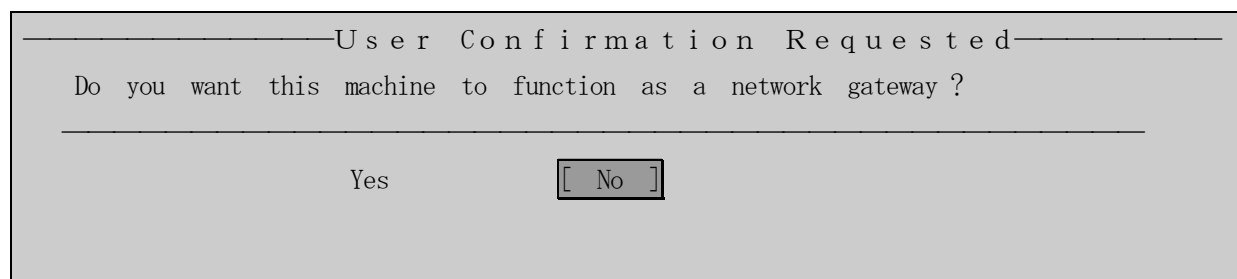 User Confirmation Requested
Do you want this machine to function as a network gateway?
Yes [ No ]